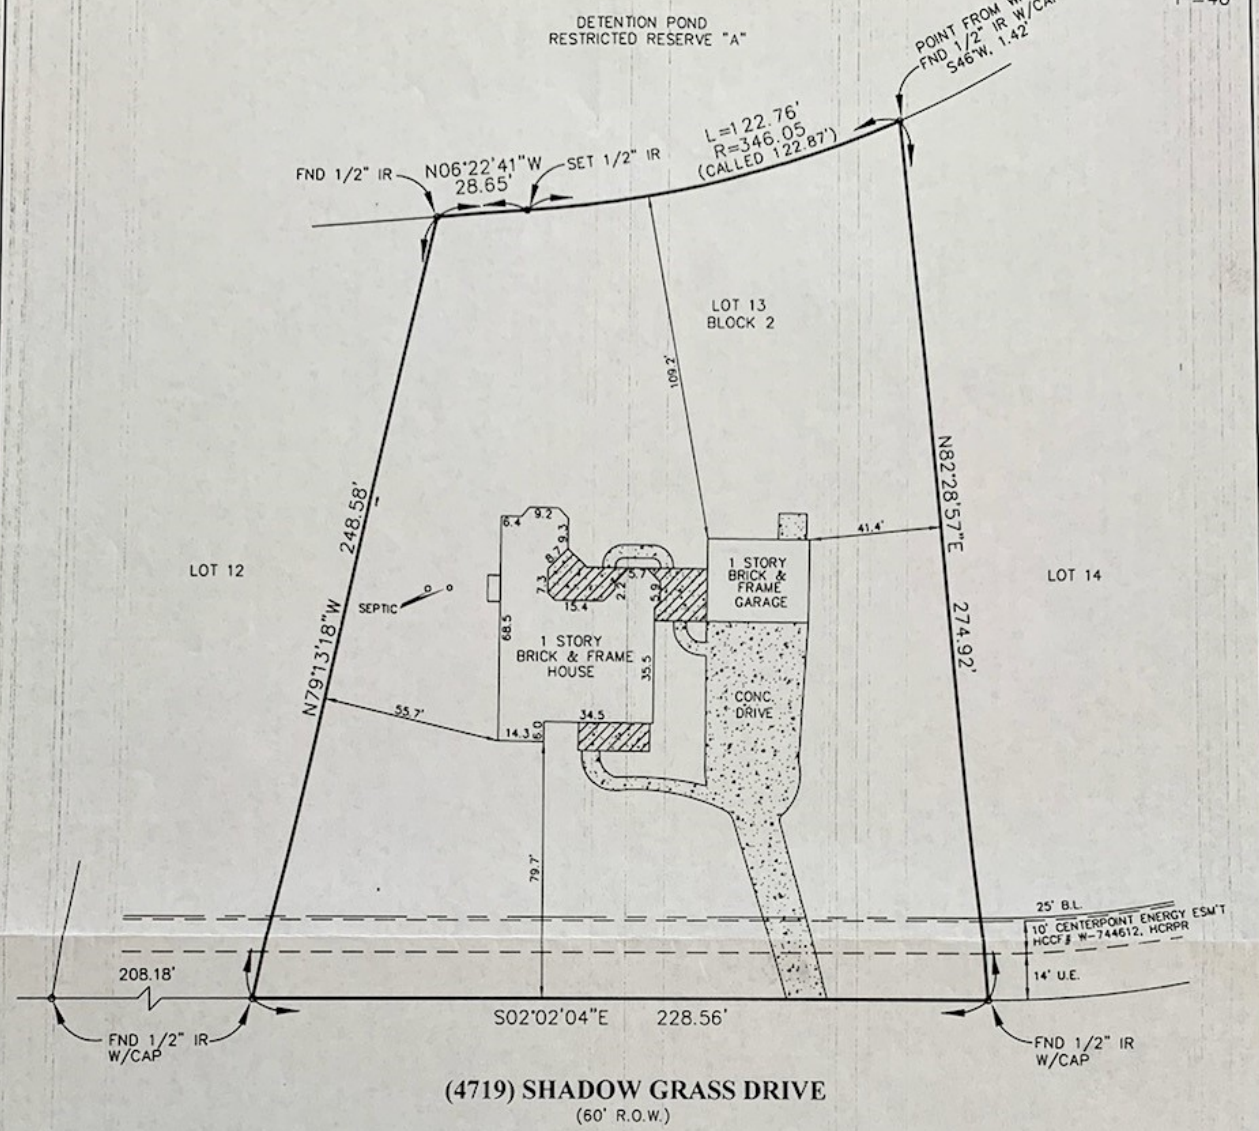 DETENTION POND
RESTRICTED RESERVE "A"
POINT FROM
FND 1/2" IR
S46°W, 1.42'
L=122.76'
R=346.05
(CALLED 122.87')
FND 1/2" IR
N06°22'41"W
28.65'
SET 1/2" IR
LOT 13
BLOCK 2
109.2'
N82°28'57"E
274.92'
248.58'
N79°13'18"W
LOT 12
LOT 14
SEPTIC
41.4'
6.4
9.2
9.3
8.7
7.3
15.4
2.2
5.7
5.9
1 STORY
BRICK &
FRAME
GARAGE
68.5
1 STORY
BRICK & FRAME
HOUSE
35.5
CONC.
DRIVE
55.7'
14.3
6.0
34.5
79.7'
25' B.L.
10' CENTERPOINT ENERGY ESM'T
HCCF# W-744612, HCRPR
14' U.E.
208.18'
S02°02'04"E 228.56'
FND 1/2" IR
W/CAP
FND 1/2" IR
W/CAP
(4719) SHADOW GRASS DRIVE
(60' R.O.W.)